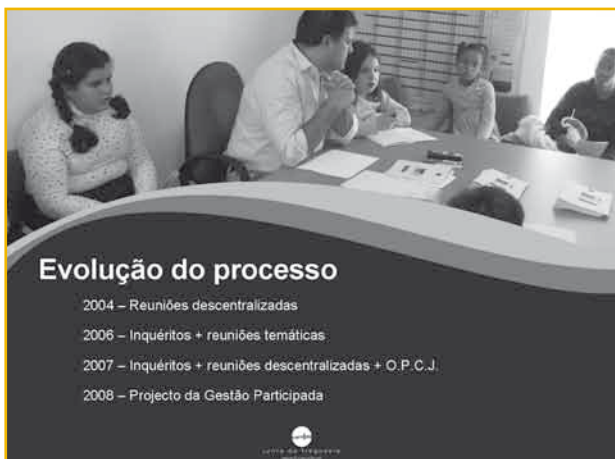 Evolução do processo
2004 – Reuniões descentralizadas
2006 – Inquéritos + reuniões temáticas
2007 – Inquéritos + reuniões descentralizadas + O.P.C.J.
2008 – Projecto da Gestão Participada
junta de freguesia